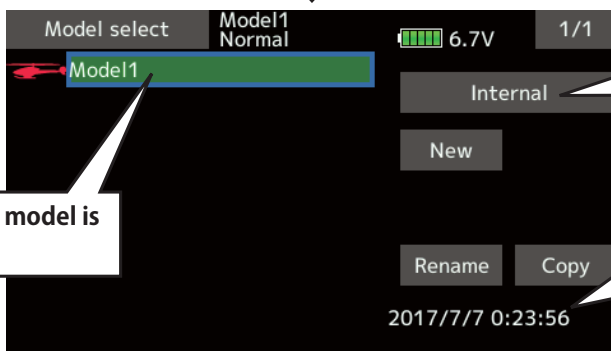 Model select
Model1
Normal
6.7V
1/1
Model1
Internal
New
model is
Rename
Copy
2017/7/7 0:23:56